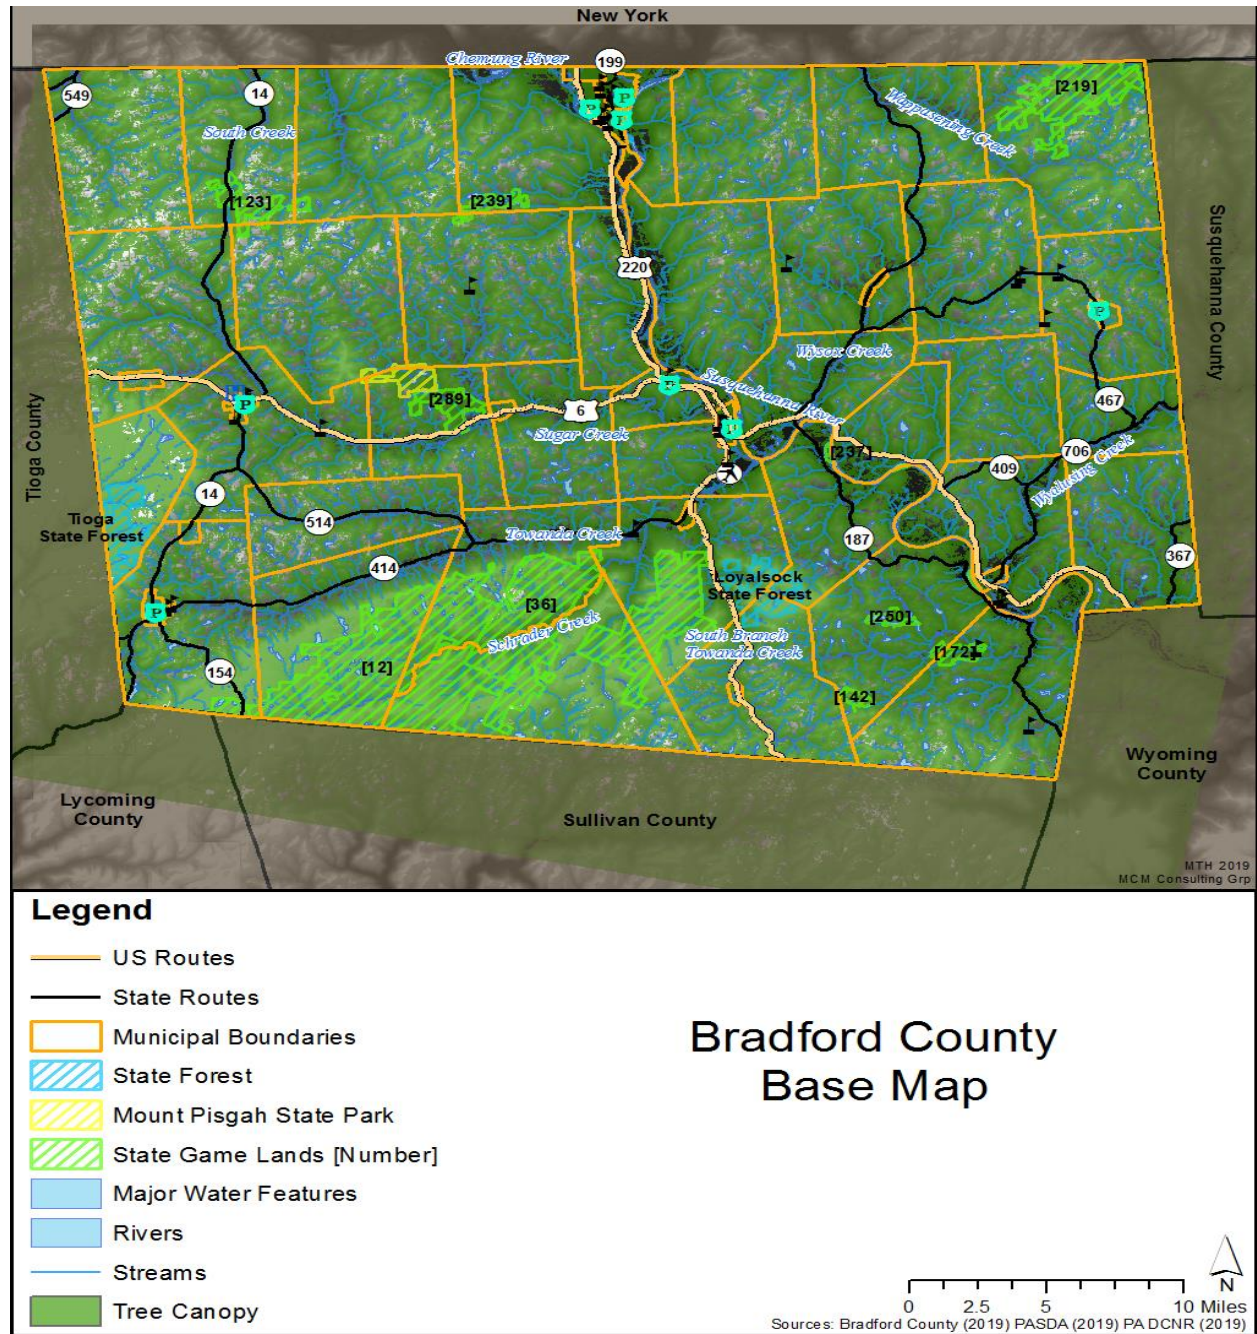 New York
Chemung River
199
549
14
[219]
Wappasening Creek
South Creek
[123]
[239]
Susquehanna County
220
Wysox Creek
Susquehanna River
[289]
467
6
Sugar Creek
Tioga County
[237]
706
409
Wyalusing Creek
14
Tioga
State Forest
514
Towanda Creek
187
367
414
Loyalsock
State Forest
[36]
[250]
Schrader Creek
South Branch
Towanda Creek
[12]
[172]
154
[142]
Wyoming
County
Lycoming
County
Sullivan County
MTH 2019
MCM Consulting Grp
Legend
US Routes
State Routes
Municipal Boundaries
State Forest
Mount Pisgah State Park
State Game Lands [Number]
Major Water Features
Rivers
Streams
Tree Canopy
Bradford County
Base Map
N
0 2.5 5 10 Miles
Sources: Bradford County (2019) PASDA (2019) PA DCNR (2019)
P
P
P
P
P
P
P
P